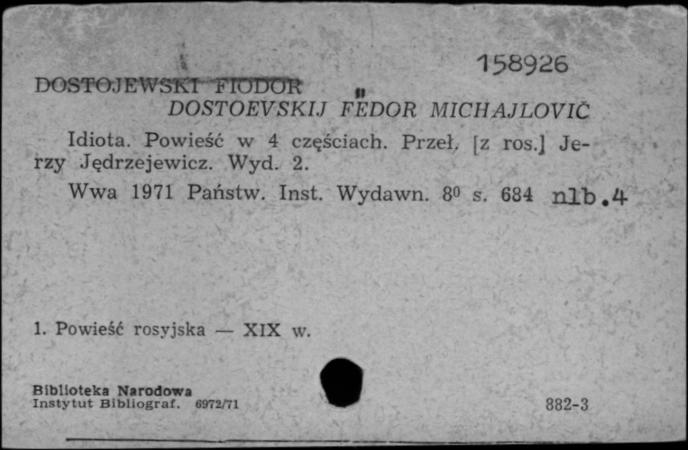 158926
DOSTOJEWSKI FIODOR
DOSTOEVSKIJ FËDOR MICHAJLOVIČ
Idiota. Powieść w 4 częściach. Przeł. [z ros.] Je-
rzy Jędrzejewicz. Wyd. 2.
Wwa 1971 Państw. Inst. Wydawn. 8⁰ s. 684 nlb.4
1. Powieść rosyjska — XIX w.
Biblioteka Narodowa
Instytut Bibliograf. 6972/71
882-3